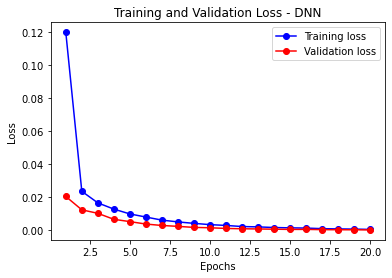 Training and Validation Loss - DNN
Training loss
Validation loss
Loss
0.12
0.10
0.08
0.06
0.04
0.02
0.00
2.5 5.0 7.5 10.0 12.5 15.0 17.5 20.0
Epochs